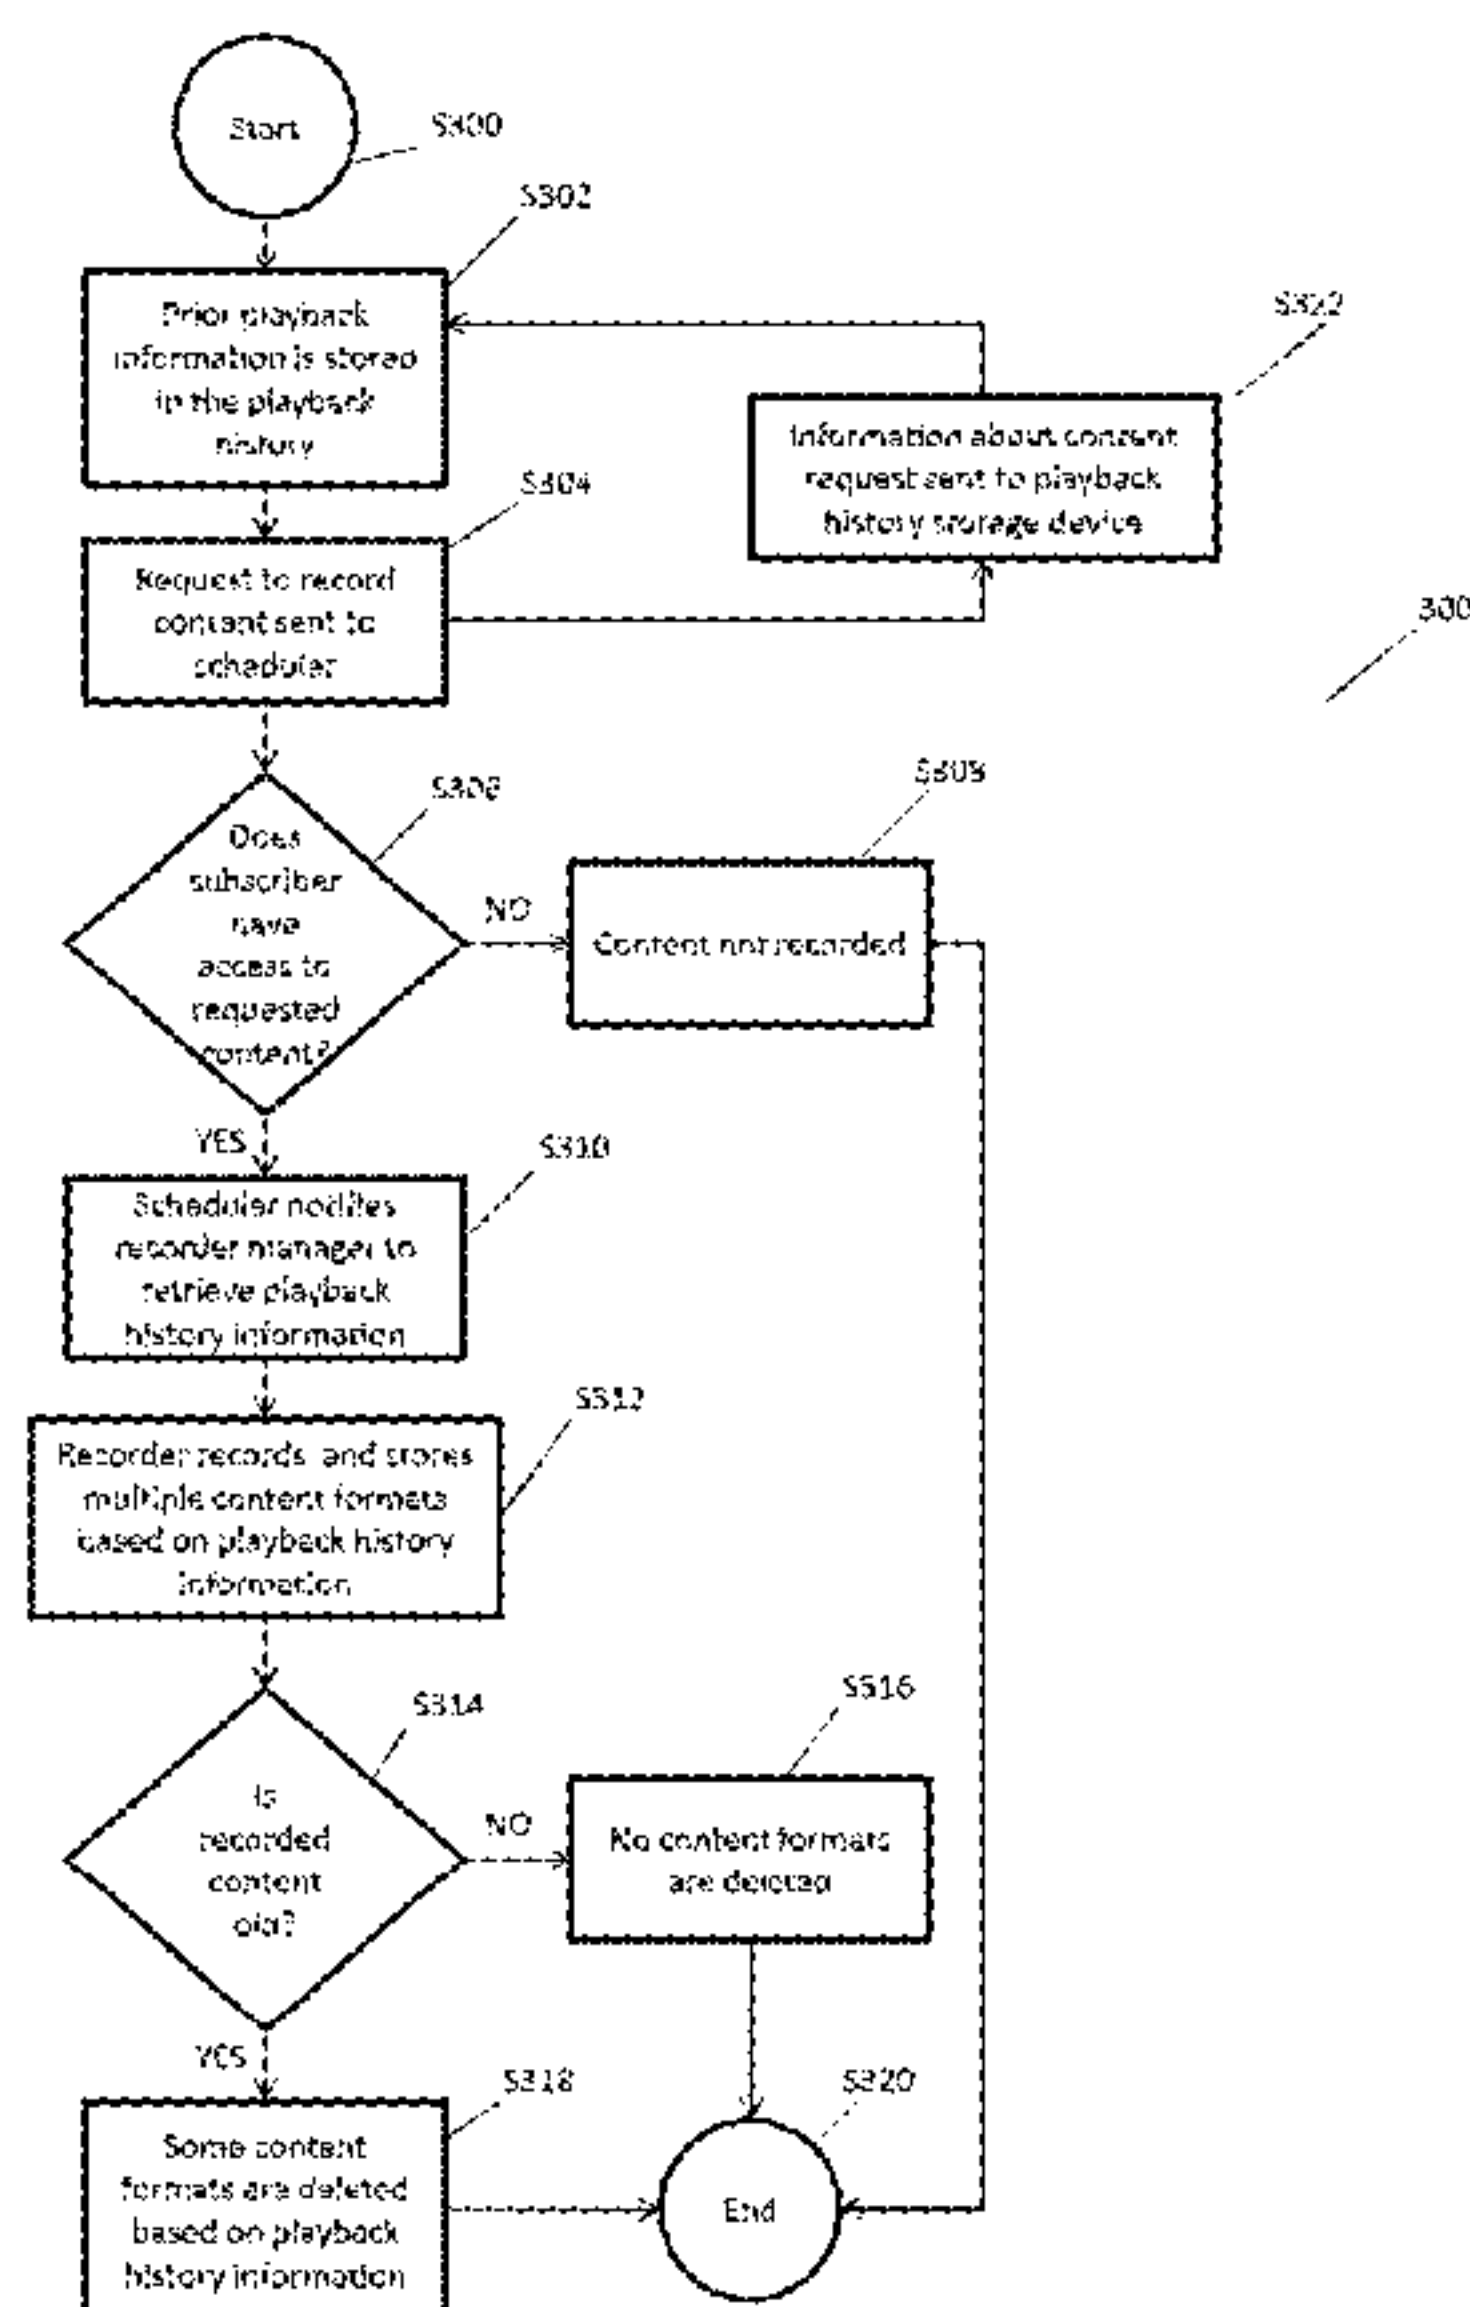 Start
S300
S302
Prior playback
information is stored
in the playback
history
S322
Information about content
request sent to playback
history storage device
S304
Request to record
content sent to
scheduler
300
S306
Does
subscriber
have
access to
requested
content?
NO
S308
Content not recorded
YES
S310
Scheduler notifies
recorder manager to
retrieve playback
history information
S312
Recorder records and stores
multiple content formats
based on playback history
information
S314
Is
recorded
content
old?
NO
S316
No content formats
are deleted
YES
S318
Some content
formats are deleted
based on playback
history information
S320
End